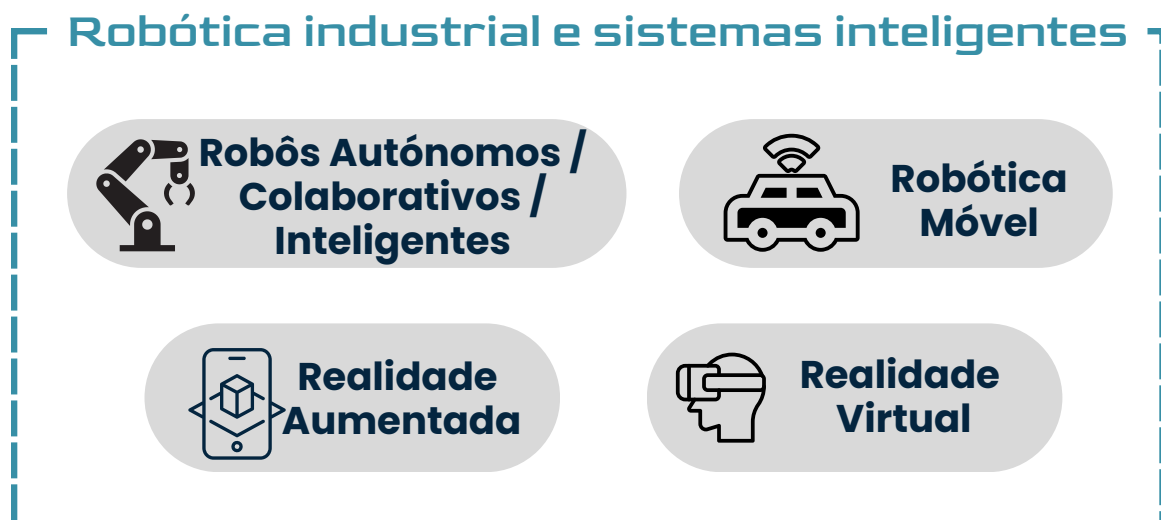 Robótica industrial e sistemas inteligentes
Robôs Autónomos /
Colaborativos /
Inteligentes
Robótica
Móvel
Realidade
Aumentada
Realidade
Virtual